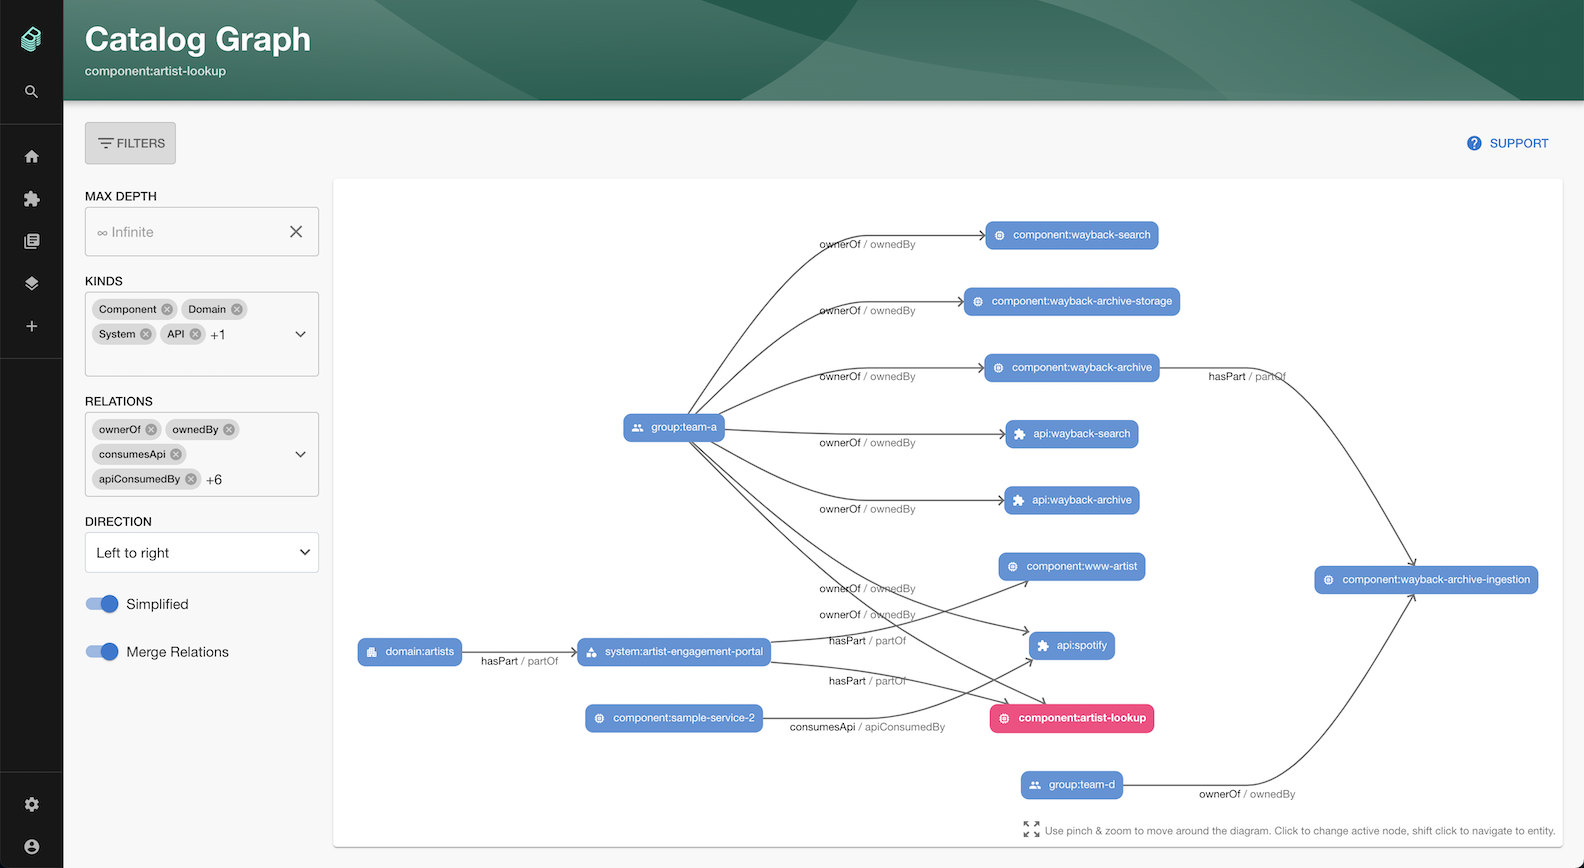 Catalog Graph
component:artist-lookup
FILTERS
SUPPORT
MAX DEPTH
∞ Infinite
KINDS
Component
Domain
System
API
+1
RELATIONS
ownerOf
ownedBy
consumesApi
apiConsumedBy
+6
DIRECTION
Left to right
Simplified
Merge Relations
component:wayback-search
ownerOf / ownedBy
component:wayback-archive-storage
ownerOf / ownedBy
component:wayback-archive
ownerOf / ownedBy
hasPart / partOf
group:team-a
api:wayback-search
ownerOf / ownedBy
api:wayback-archive
ownerOf / ownedBy
component:www-artist
component:wayback-archive-ingestion
ownerOf / ownedBy
ownerOf / ownedBy
hasPart / partOf
domain:artists
hasPart / partOf
system:artist-engagement-portal
api:spotify
hasPart / partOf
component:sample-service-2
consumesApi / apiConsumedBy
component:artist-lookup
group:team-d
ownerOf / ownedBy
Use pinch & zoom to move around the diagram. Click to change active node, shift click to navigate to entity.